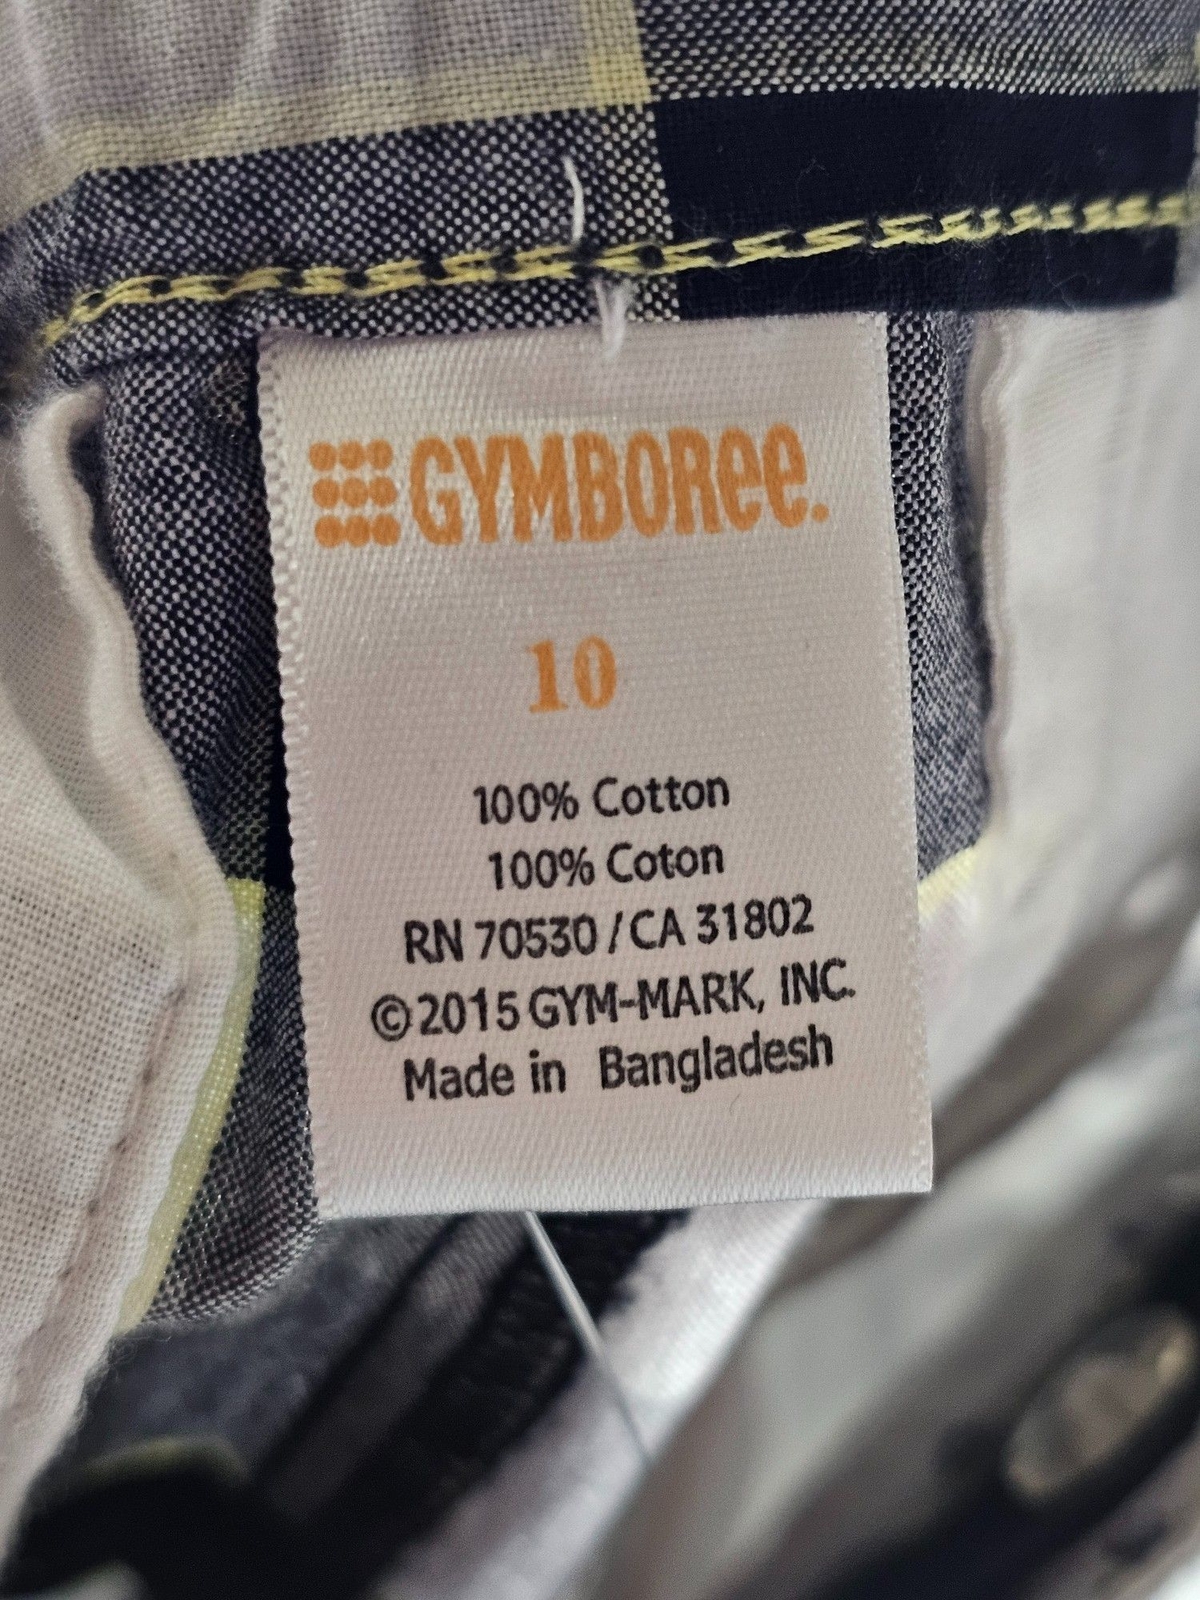 GYMBOREE.
10
100% Cotton
100% Coton
RN 70530 / CA 31802
©2015 GYM-MARK, INC.
Made in Bangladesh